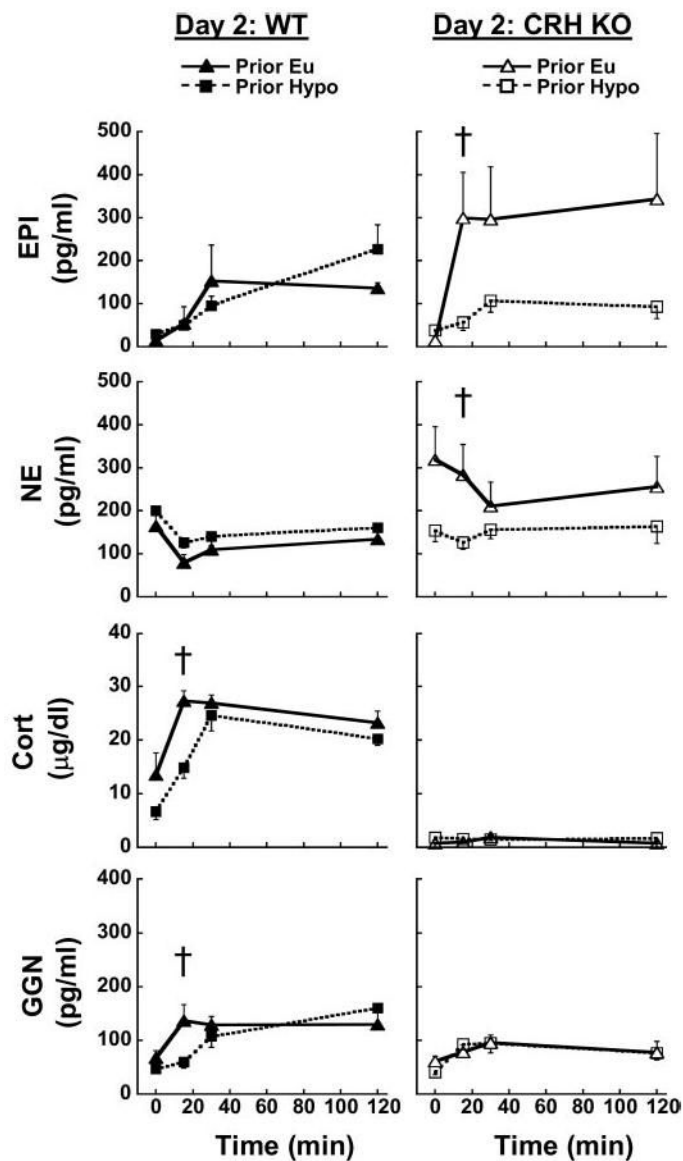 Day 2: WT
Day 2: CRH KO
Prior Eu
Prior Hypo
Prior Eu
Prior Hypo
EPI
(pg/ml)
500
400
300
200
100
0
†
NE
(pg/ml)
500
400
300
200
100
0
†
Cort
(µg/dl)
40
30
20
10
0
†
GGN
(pg/ml)
400
300
200
100
0
†
0 20 40 60 80 100 120
0 20 40 60 80 100 120
Time (min)
Time (min)